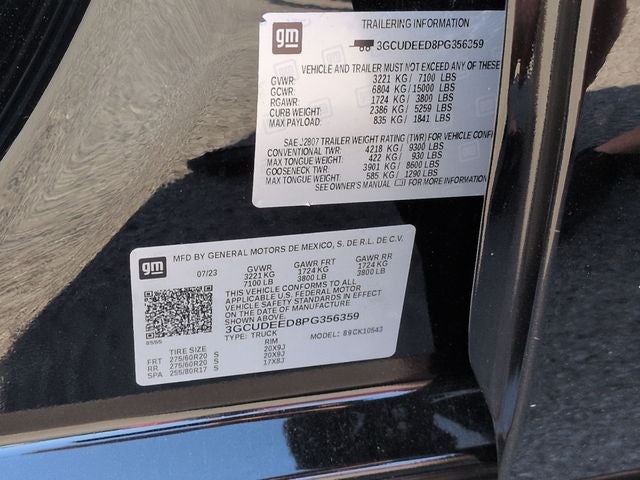 gm
TRAILERING INFORMATION
88 3GCUDEED8PG356359
VEHICLE AND TRAILER MUST NOT EXCEED ANY OF THESE
GVWR: 3221 KG / 7100 LBS
GCWR: 6804 KG / 15000 LBS
RGAWR: 1724 KG / 3800 LBS
CURB WEIGHT: 2386 KG / 5259 LBS
MAX PAYLOAD: 835 KG / 1841 LBS
SAE J2807 TRAILER WEIGHT RATING (TWR) FOR VEHICLE CONFI
CONVENTIONAL TWR: 4218 KG / 9300 LBS
MAX TONGUE WEIGHT: 422 KG / 930 LBS
GOOSENECK TWR: 3901 KG / 8600 LBS
MAX TONGUE WEIGHT: 585 KG / 1290 LBS
SEE OWNER'S MANUAL FOR MORE INFORMATION
gm
MFD BY GENERAL MOTORS DE MEXICO, S. DE R.L. DE C.V.
07/23 GVWR GAWR FRT GAWR RR
3221 KG 1724 KG 1724 KG
7100 LB 3800 LB 3800 LB
THIS VEHICLE CONFORMS TO ALL
APPLICABLE U.S. FEDERAL MOTOR
VEHICLE SAFETY STANDARDS IN EFFECT
ON THE DATE OF MANUFACTURE
SHOWN ABOVE.
3GCUDEED8PG356359
TYPE: TRUCK MODEL: 89CK10543
TIRE SIZE RIM
FRT 275/60R20 S 20X9J
RR 275/60R20 S 20X9J
SPA 255/80R17 S 17X8J